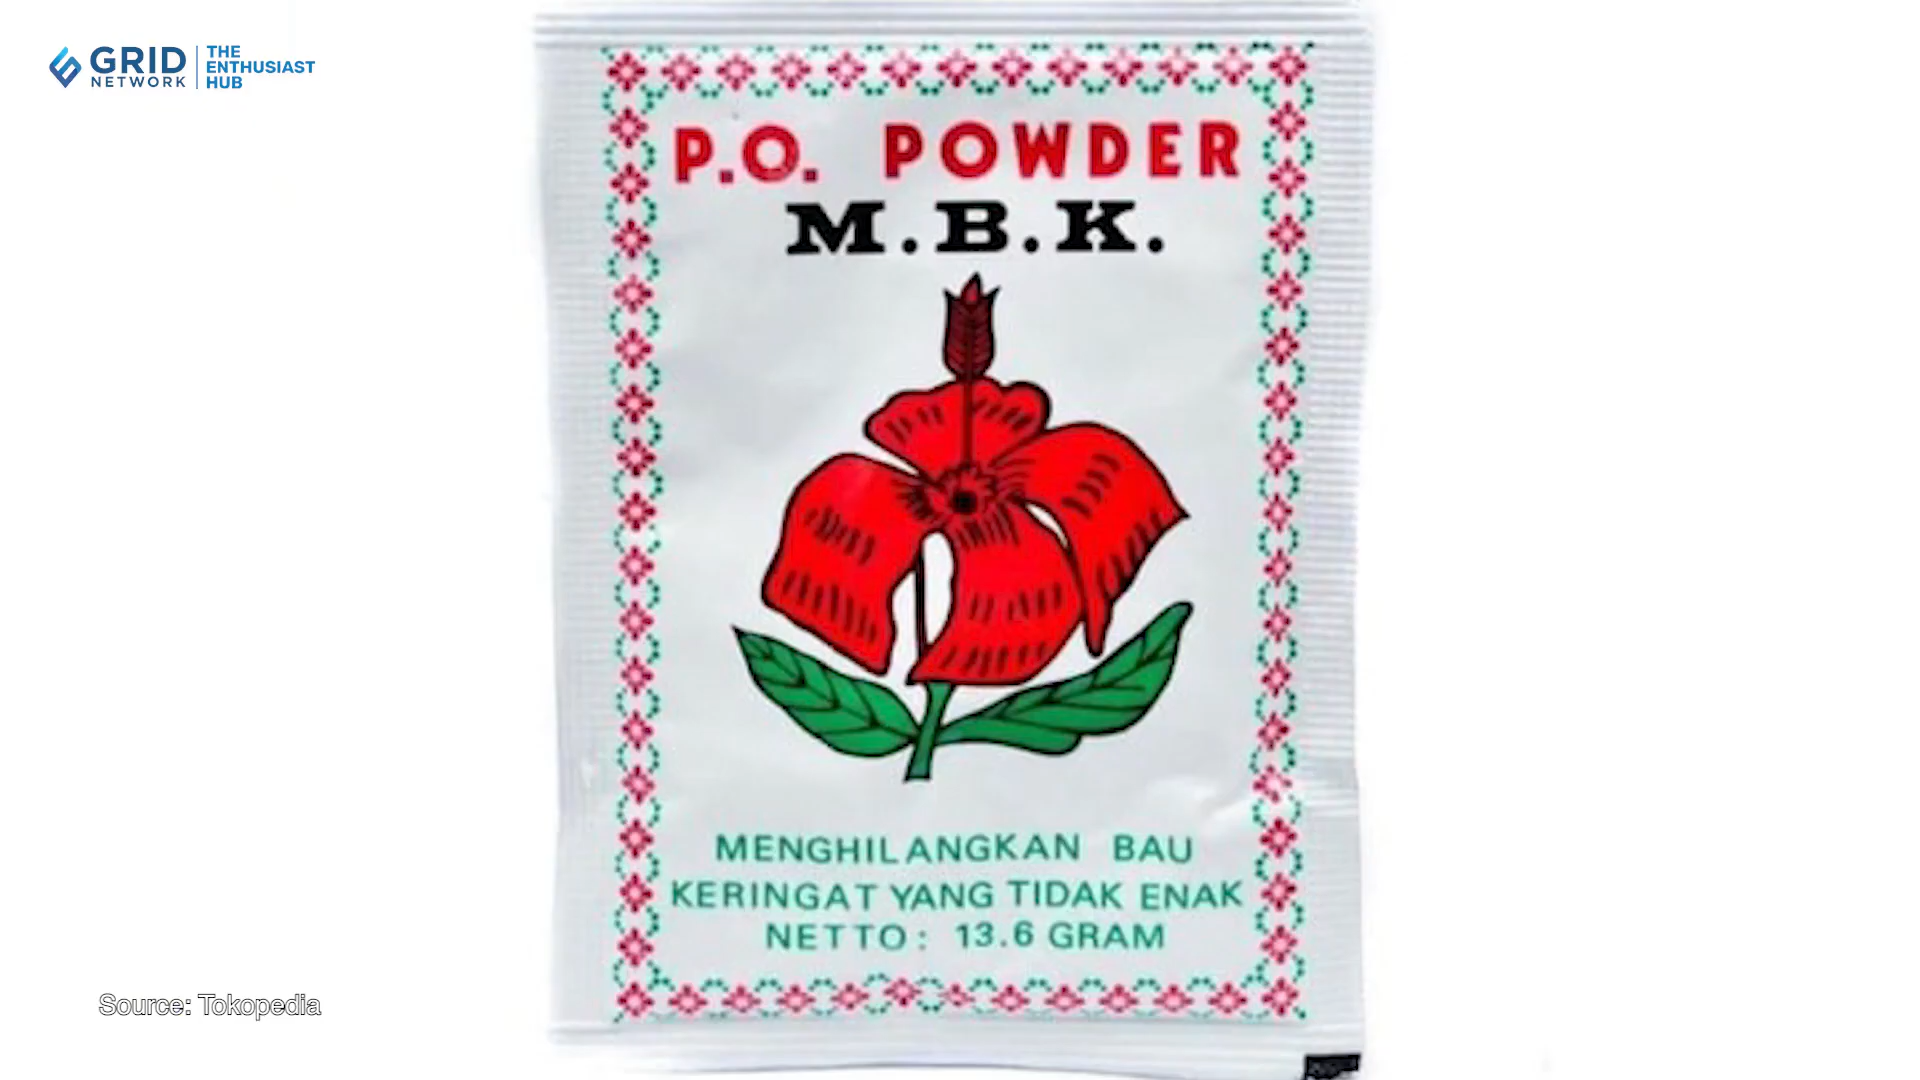 GRID
NETWORK
THE
ENTHUSIAST
HUB
P.O. POWDER
M.B.K.
MENGHILANGKAN BAU
KERINGAT YANG TIDAK ENAK
NETTO: 13.6 GRAM
Source: Tokopedia